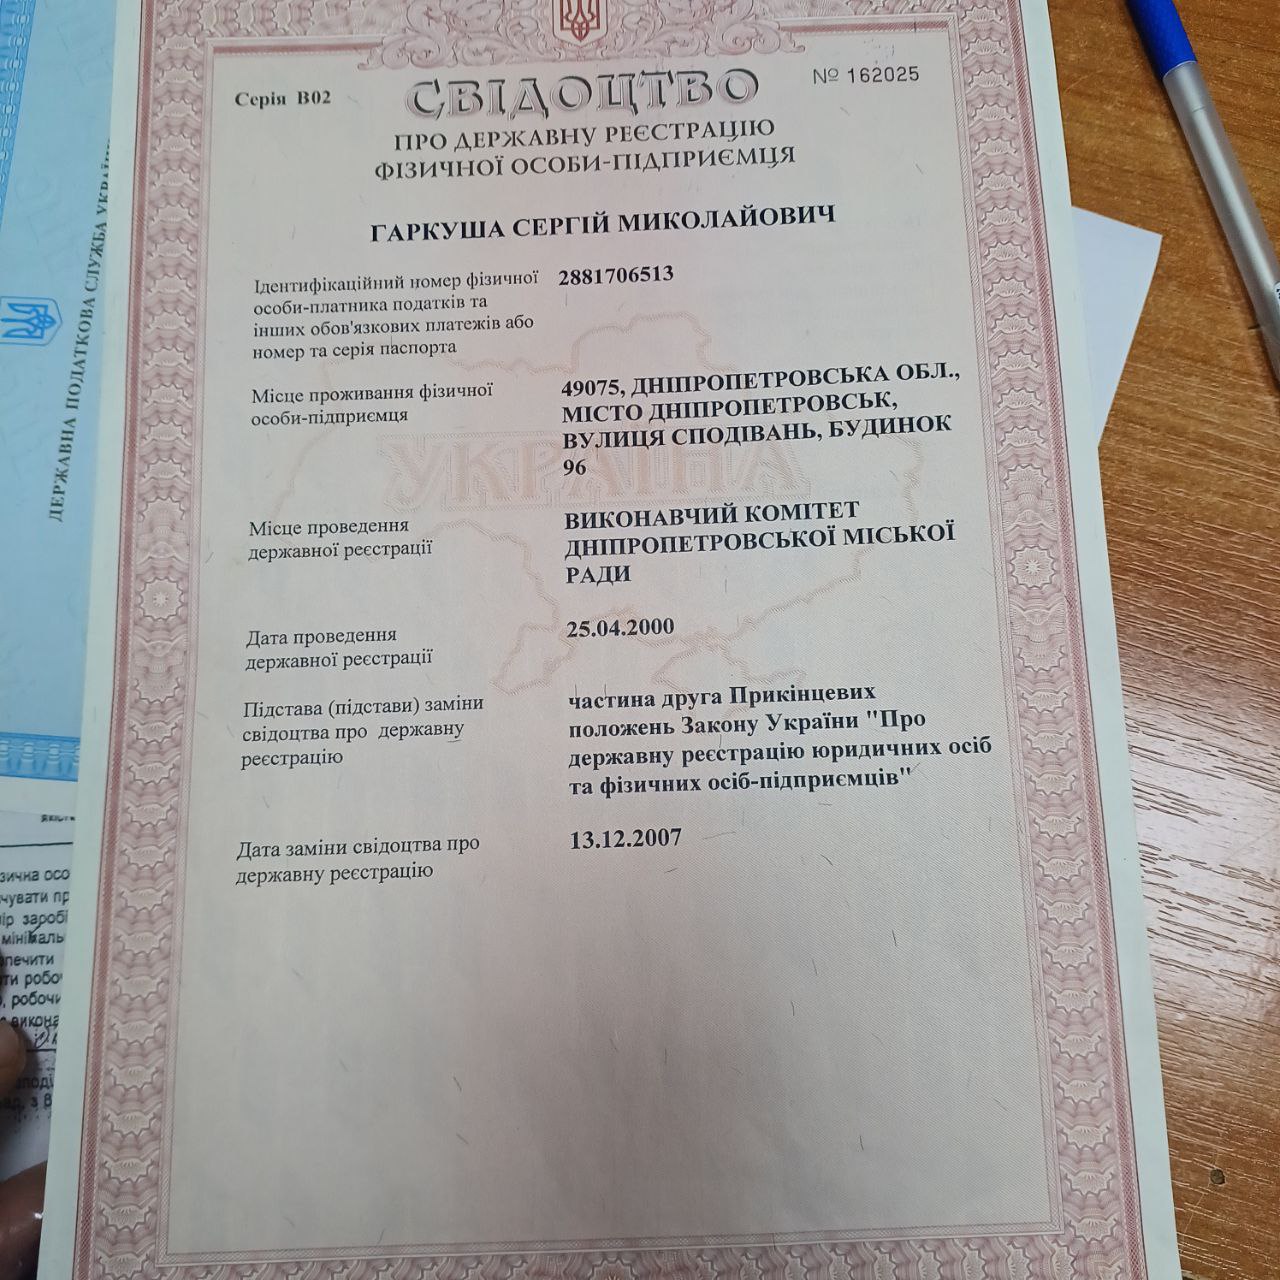 Серія В02
СВІДОЦТВО
№ 162025
ПРО ДЕРЖАВНУ РЕЄСТРАЦІЮ
ФІЗИЧНОЇ ОСОБИ-ПІДПРИЄМЦЯ
ГАРКУША СЕРГІЙ МИКОЛАЙОВИЧ
Ідентифікаційний номер фізичної
особи-платника податків та
інших обов'язкових платежів або
номер та серія паспорта
2881706513
Місце проживання фізичної
особи-підприємця
49075, ДНІПРОПЕТРОВСЬКА ОБЛ.,
МІСТО ДНІПРОПЕТРОВСЬК,
ВУЛИЦЯ СПОДІВАНЬ, БУДИНОК
96
УКРАЇНА
Місце проведення
державної реєстрації
ВИКОНАВЧИЙ КОМІТЕТ
ДНІПРОПЕТРОВСЬКОЇ МІСЬКОЇ
РАДИ
Дата проведення
державної реєстрації
25.04.2000
Підстава (підстави) заміни
свідоцтва про державну
реєстрацію
частина друга Прикінцевих
положень Закону України "Про
державну реєстрацію юридичних осіб
та фізичних осіб-підприємців"
Дата заміни свідоцтва про
державну реєстрацію
13.12.2007
ДЕРЖАВНА ПОДАТКОВА СЛУЖБА